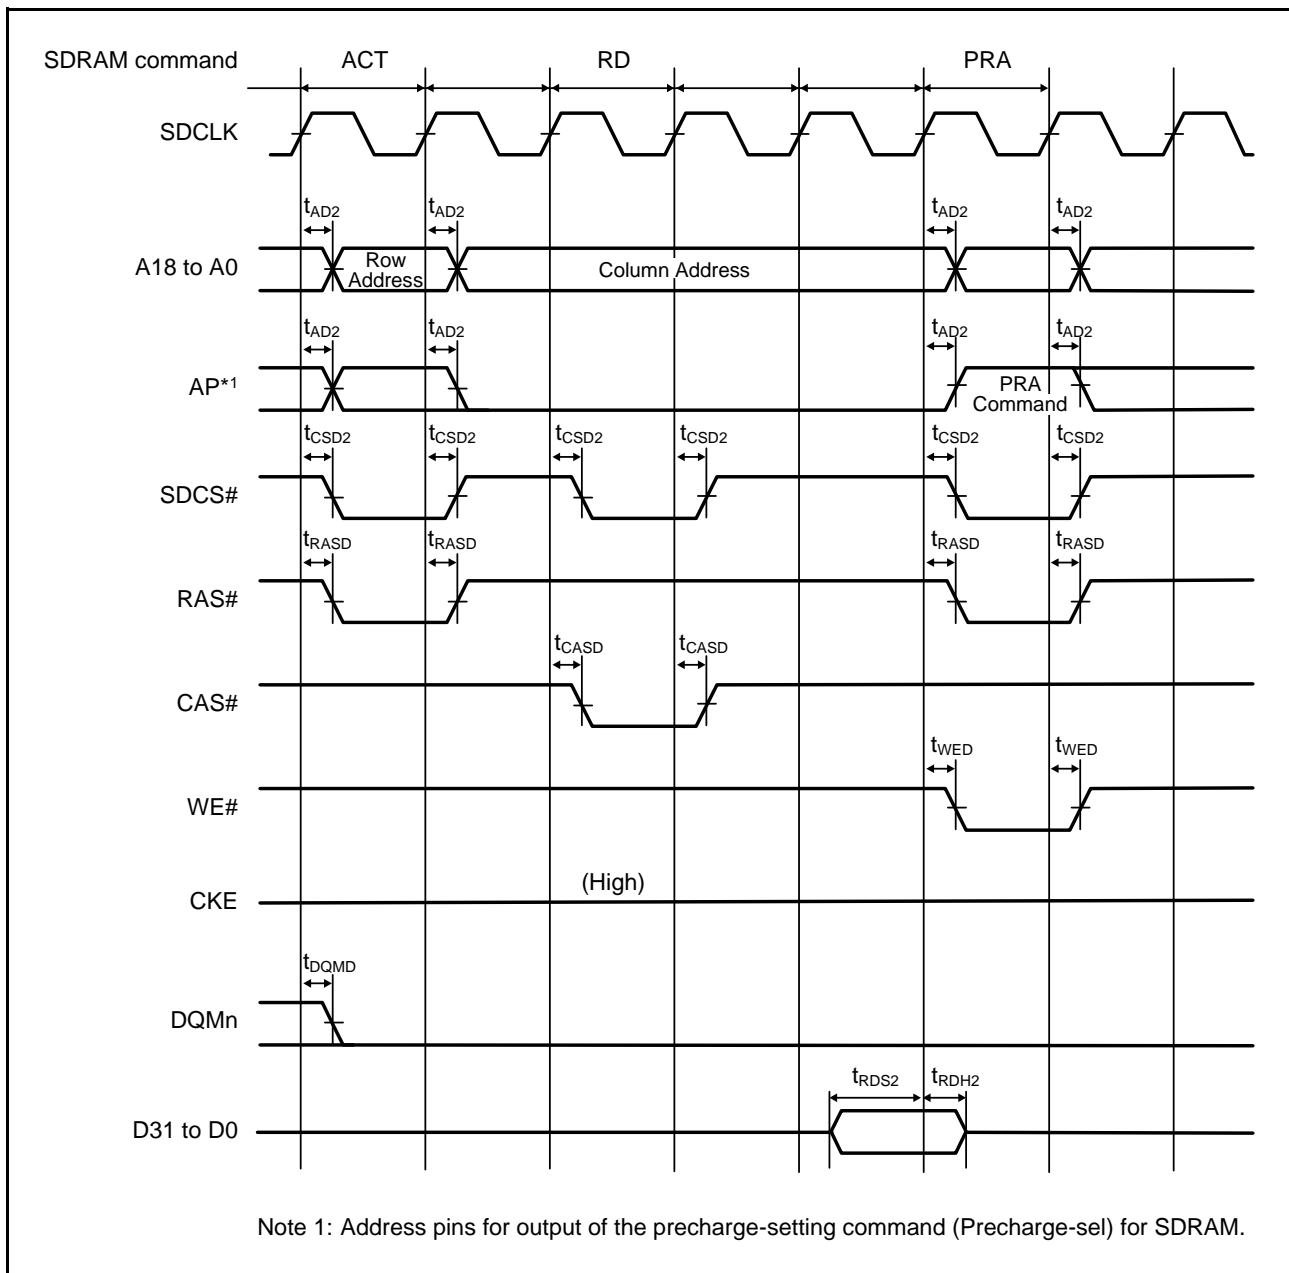 SDRAM command ACT RD PRA
SDCLK
tAD2 tAD2 tAD2 tAD2
A18 to A0
Row
Address
Column Address
tAD2 tAD2 tAD2 tAD2
AP*1
PRA
Command
tCSD2 tCSD2 tCSD2 tCSD2 tCSD2 tCSD2
SDCS#
tRASD tRASD tRASD tRASD
RAS#
tCASD tCASD
CAS#
tWED tWED
WE#
(High)
CKE
tDQMD
DQMn
tRDS2 tRDH2
D31 to D0
Note 1: Address pins for output of the precharge-setting command (Precharge-sel) for SDRAM.